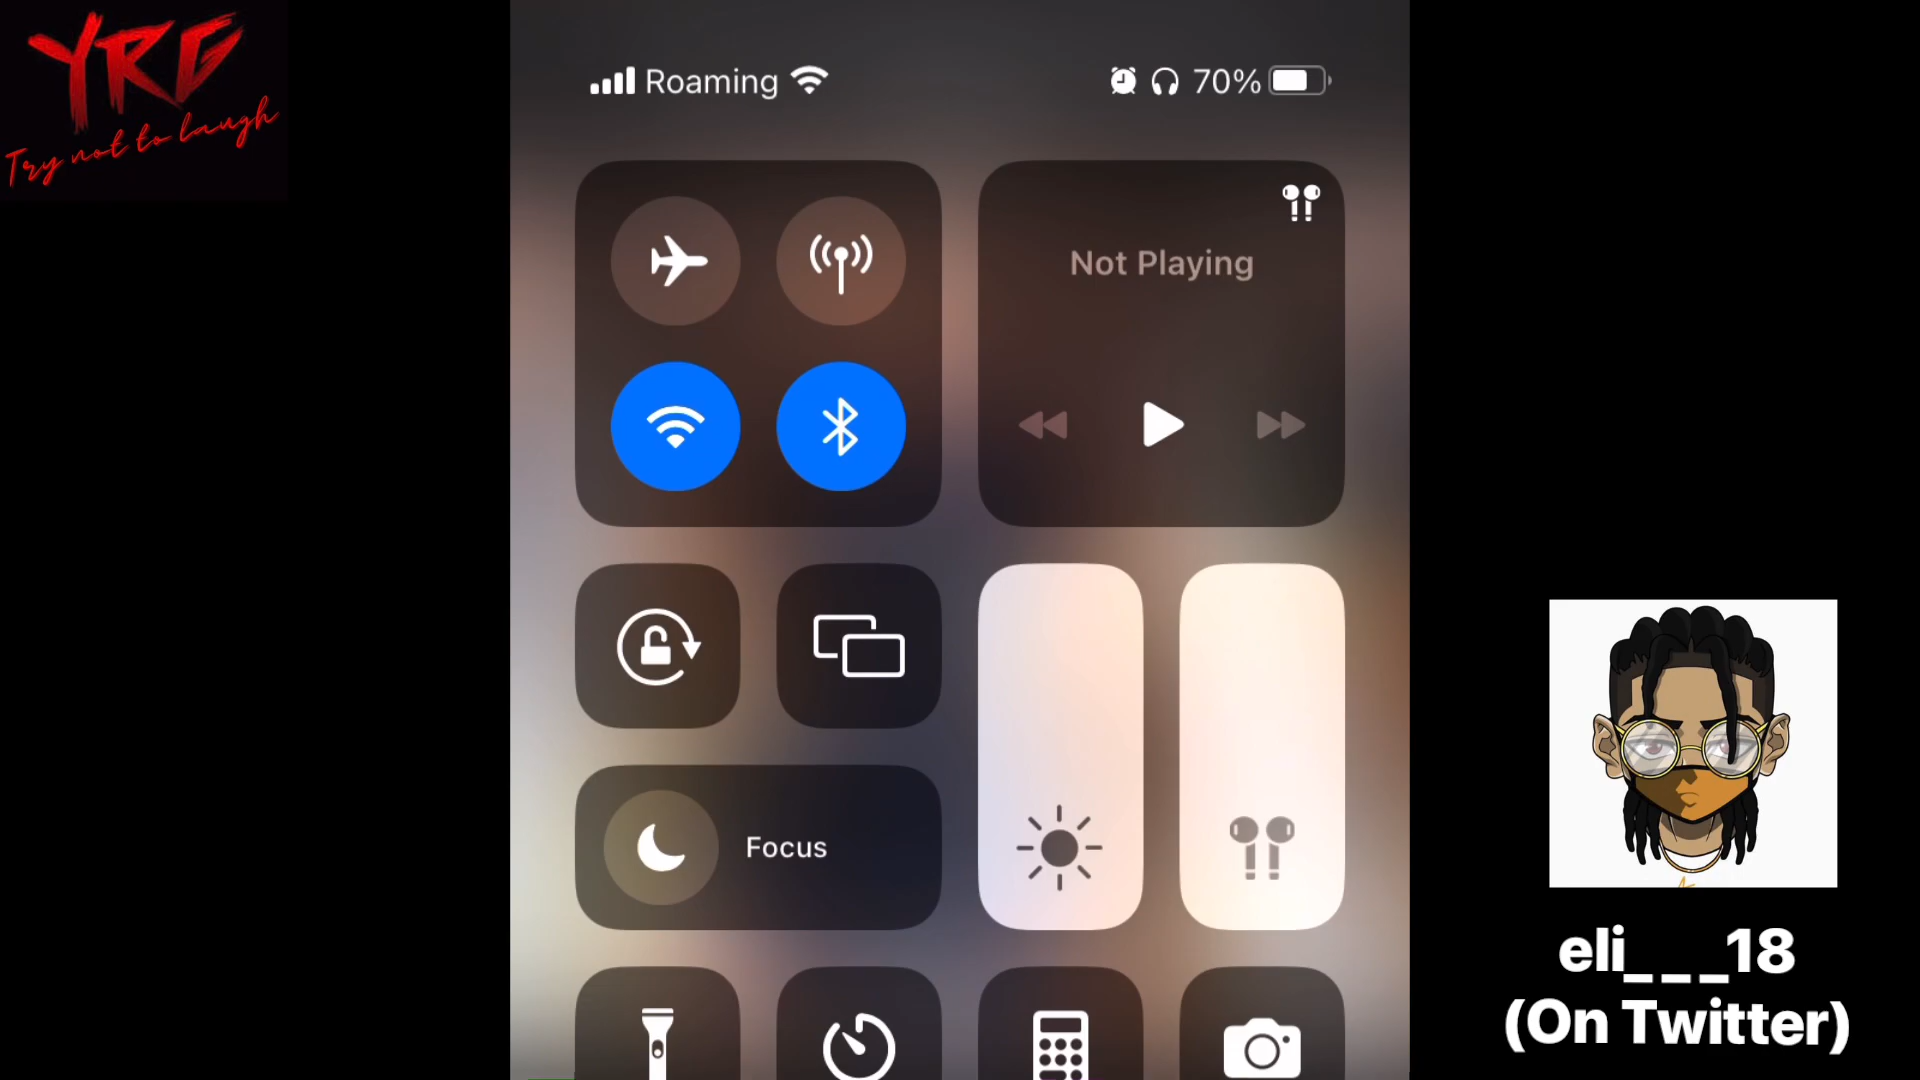 YRG
Try not to laugh
Roaming
70%
Not Playing
Focus
eli___18
(On Twitter)